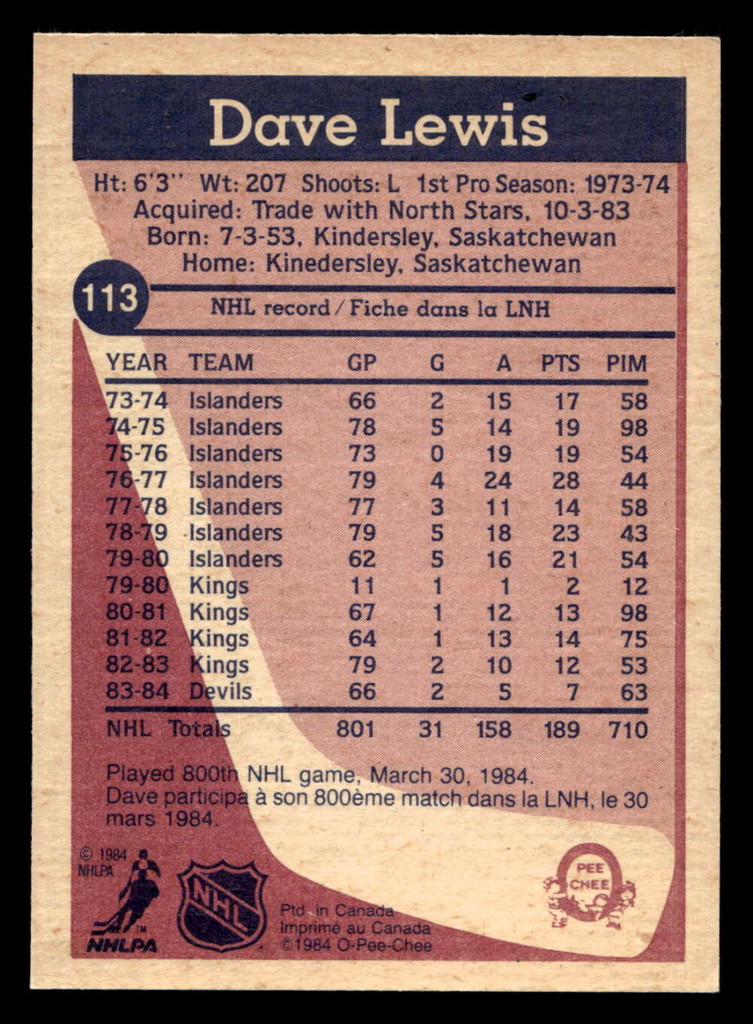 Dave Lewis
Ht: 6'3'' Wt: 207 Shoots: L 1st Pro Season: 1973-74
Acquired: Trade with North Stars, 10-3-83
Born: 7-3-53, Kindersley, Saskatchewan
Home: Kinedersley, Saskatchewan
113
NHL record / Fiche dans la LNH
YEAR TEAM GP G A PTS PIM
73-74 Islanders 66 2 15 17 58
74-75 Islanders 78 5 14 19 98
75-76 Islanders 73 0 19 19 54
76-77 Islanders 79 4 24 28 44
77-78 Islanders 77 3 11 14 58
78-79 Islanders 79 5 18 23 43
79-80 Islanders 62 5 16 21 54
79-80 Kings 11 1 1 2 12
80-81 Kings 67 1 12 13 98
81-82 Kings 64 1 13 14 75
82-83 Kings 79 2 10 12 53
83-84 Devils 66 2 5 7 63
NHL Totals 801 31 158 189 710
Played 800th NHL game, March 30, 1984.
Dave participa à son 800ème match dans la LNH, le 30
mars 1984.
© 1984
NHLPA
TM
NHLPA
NHL
Ptd. in Canada
Imprimé au Canada
©1984 O-Pee-Chee
PEE
CHEE